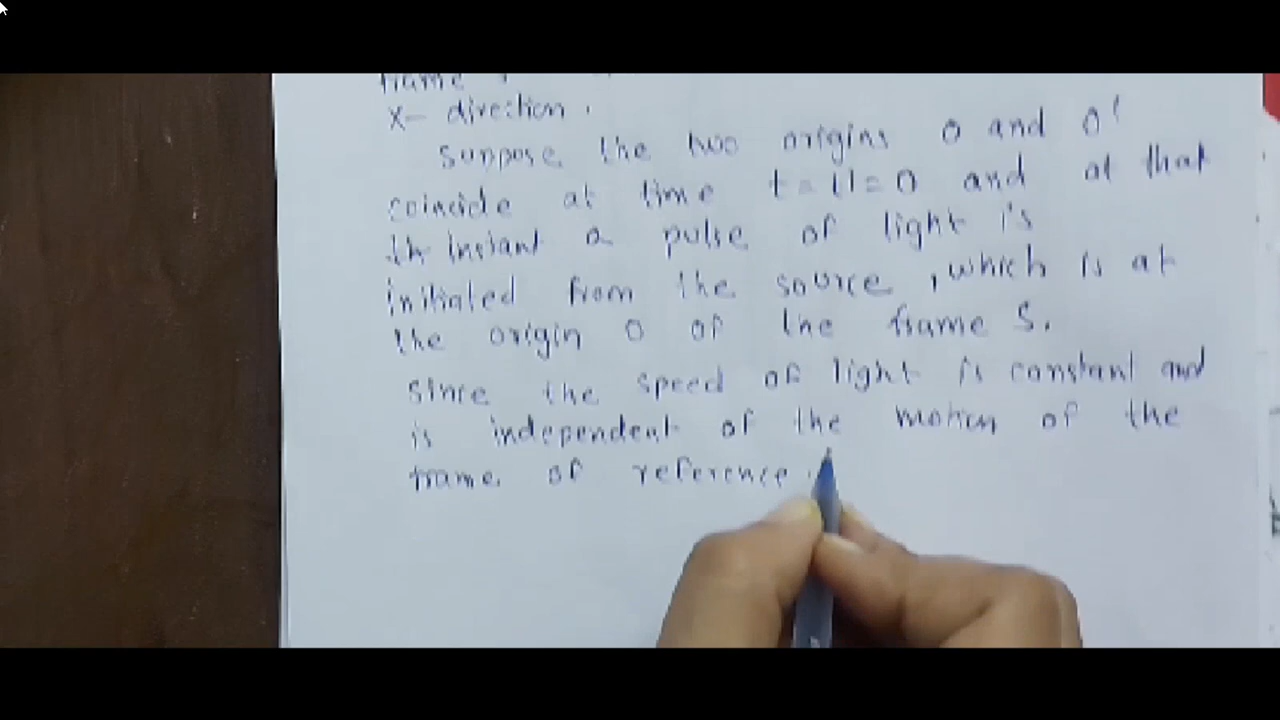 frame
X- direction.
Suppose the two origins O and O'
coincide at time t = t1 = 0 and at that
instant a pulse of light is
initiated from the source, which is at
the origin O of the frame S.
Since the speed of light is constant and
is independent of the motion of the
frame of reference.